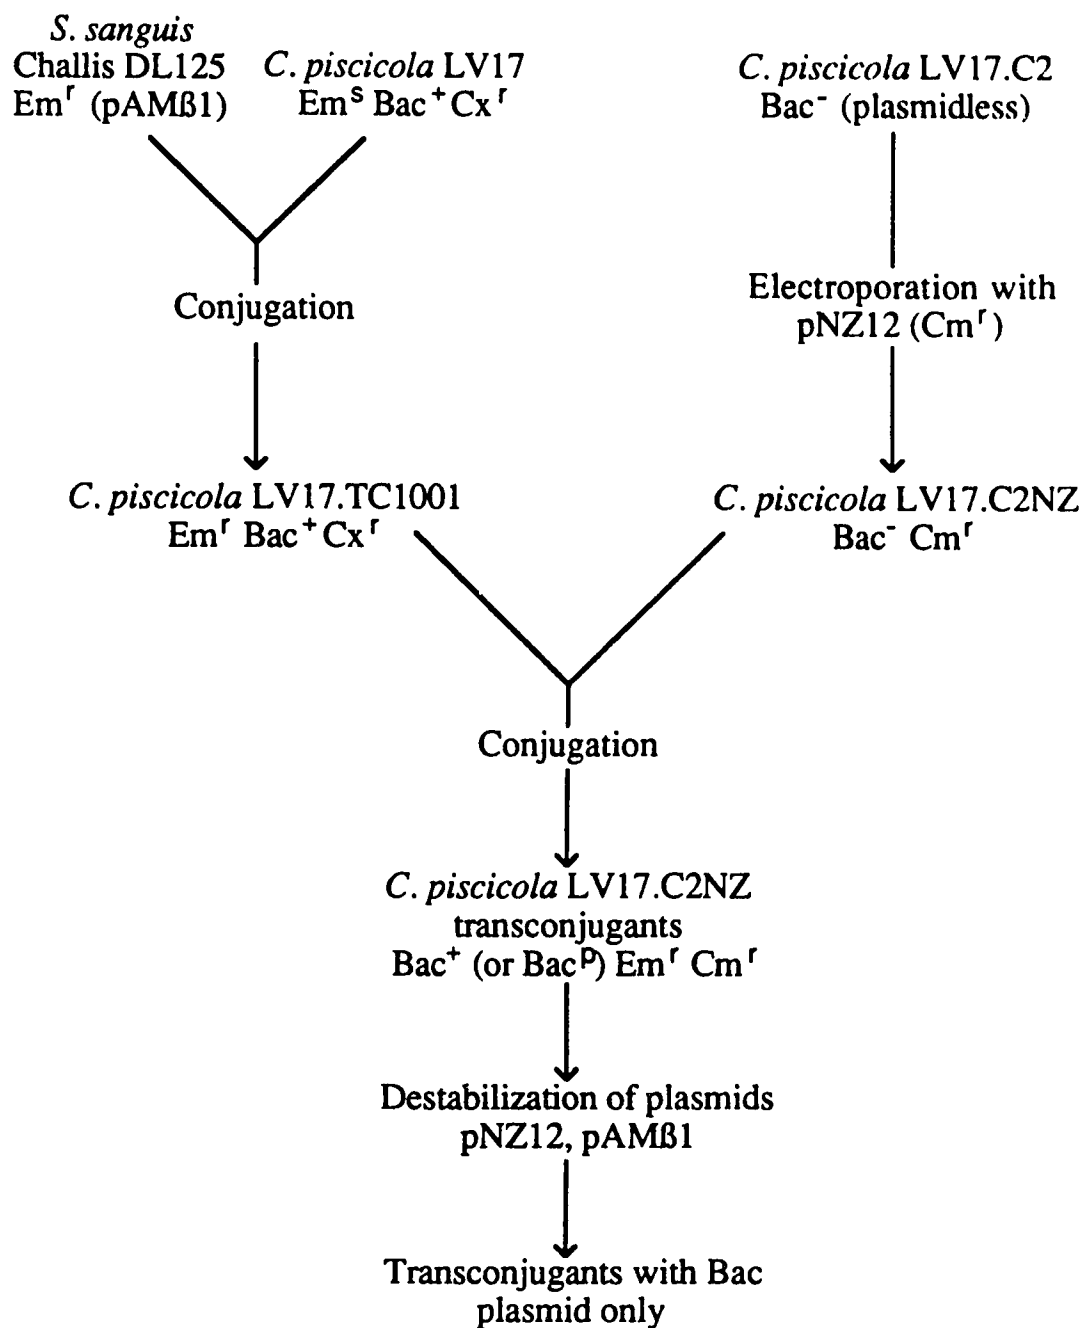 S. sanguis
Challis DL125
Emʳ (pAMß1)
C. piscicola LV17
Emˢ Bac⁺ Cxʳ
C. piscicola LV17.C2
Bac⁻ (plasmidless)
Conjugation
Electroporation with
pNZ12 (Cmʳ)
C. piscicola LV17.TC1001
Emʳ Bac⁺ Cxʳ
C. piscicola LV17.C2NZ
Bac⁻ Cmʳ
Conjugation
C. piscicola LV17.C2NZ
transconjugants
Bac⁺ (or Bacᵖ) Emʳ Cmʳ
Destabilization of plasmids
pNZ12, pAMß1
Transconjugants with Bac
plasmid only